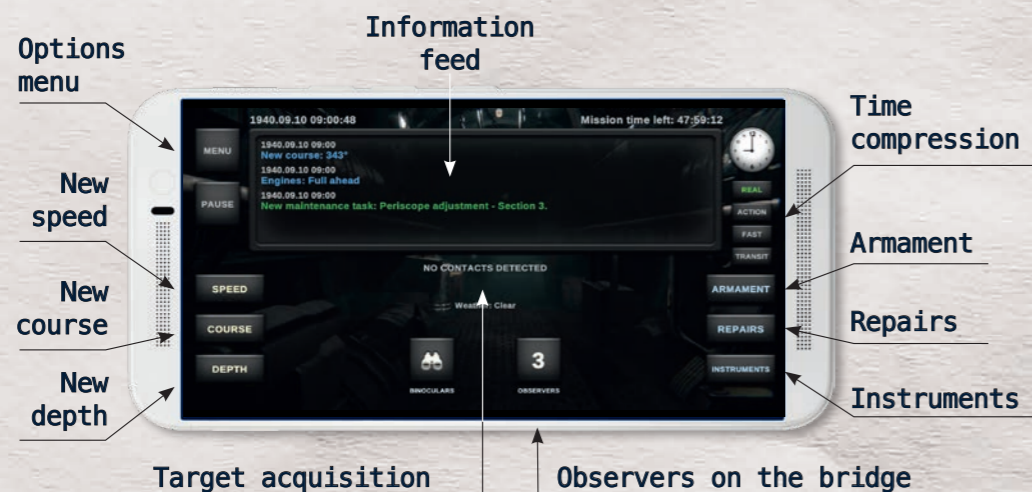 Information
feed
Options
menu
Time
compression
New
speed
Armament
New
course
Repairs
New
depth
Instruments
Target acquisition
Observers on the bridge
1940.09.10 09:00:48
Mission time left: 47:59:12
MENU
PAUSE
1940.09.10 09:00
New course: 343°
1940.09.10 09:00
Engines: Full ahead
1940.09.10 09:00
New maintenance task: Periscope adjustment - Section 3.
REAL
ACTION
FAST
TRANSIT
NO CONTACTS DETECTED
Weather: Clear
SPEED
COURSE
DEPTH
ARMAMENT
REPAIRS
INSTRUMENTS
3
BINOCULARS
OBSERVERS